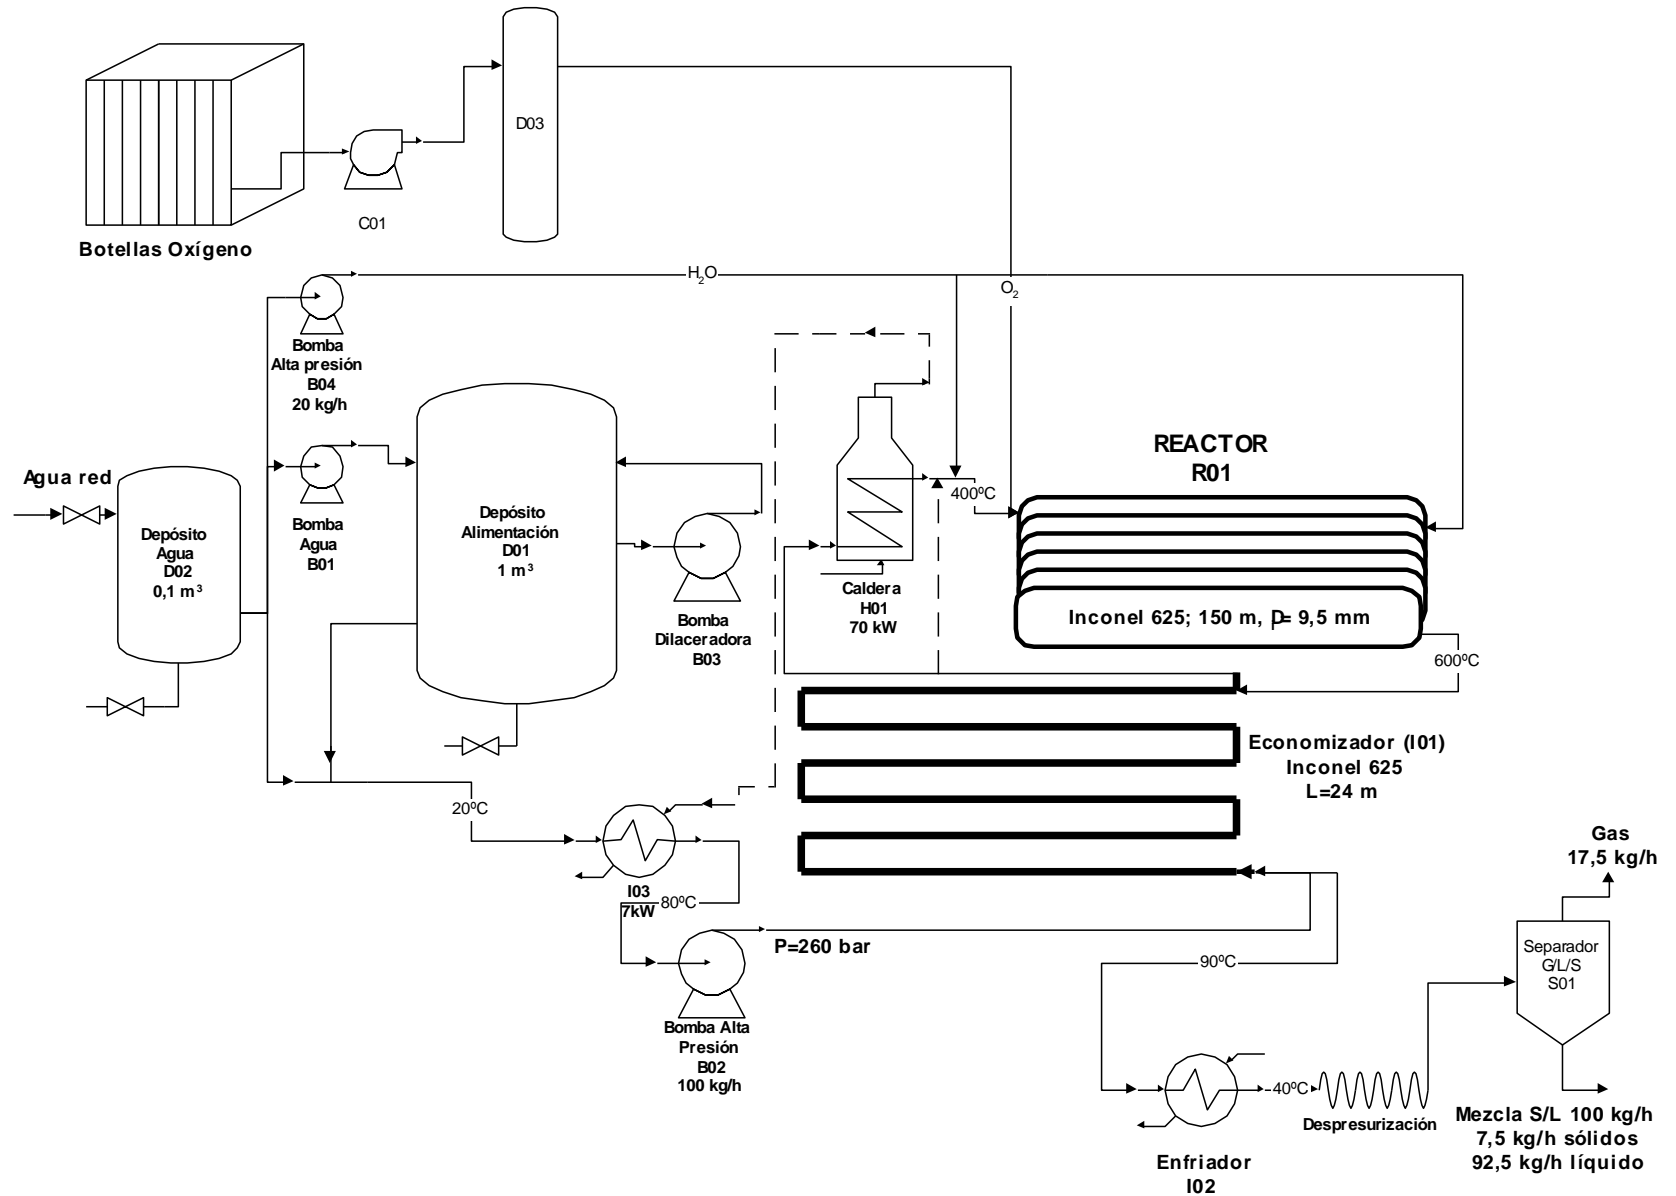 D03
C01
Botellas Oxígeno
H2O
O2
Bomba
Alta presión
B04
20 kg/h
Agua red
Depósito
Agua
D02
0,1 m³
Bomba
Agua
B01
Depósito
Alimentación
D01
1 m³
Bomba
Dilaceradora
B03
Caldera
H01
70 kW
400ºC
REACTOR
R01
Inconel 625; 150 m, D= 9,5 mm
600ºC
Economizador (I01)
Inconel 625
L=24 m
20ºC
I03
7kW
80ºC
P=260 bar
Bomba Alta
Presión
B02
100 kg/h
90ºC
Enfriador
I02
40ºC
Despresurización
Gas
17,5 kg/h
Separador
G/L/S
S01
Mezcla S/L 100 kg/h
7,5 kg/h sólidos
92,5 kg/h líquido